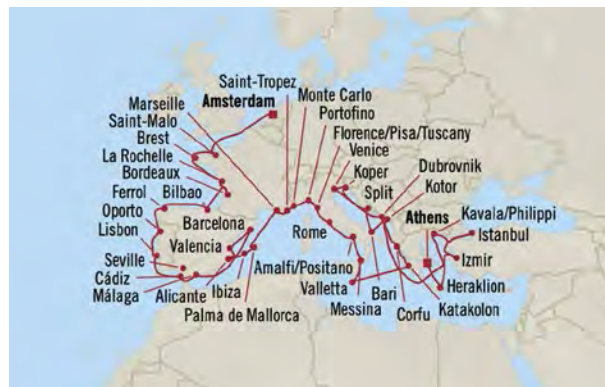 Saint-Tropez
Marseille
Amsterdam
Monte Carlo
Saint-Malo
Portofino
Brest
Florence/Pisa/Tuscany
La Rochelle
Venice
Bordeaux
Koper
Dubrovnik
Ferrol
Bilbao
Split
Kotor
Oporto
Barcelona
Athens
Kavala/Philippi
Lisbon
Valencia
Rome
Istanbul
Seville
Amalfi/Positano
Izmir
Cádiz
Valletta
Bari
Heraklion
Málaga
Alicante
Ibiza
Messina
Katakolon
Palma de Mallorca
Corfu